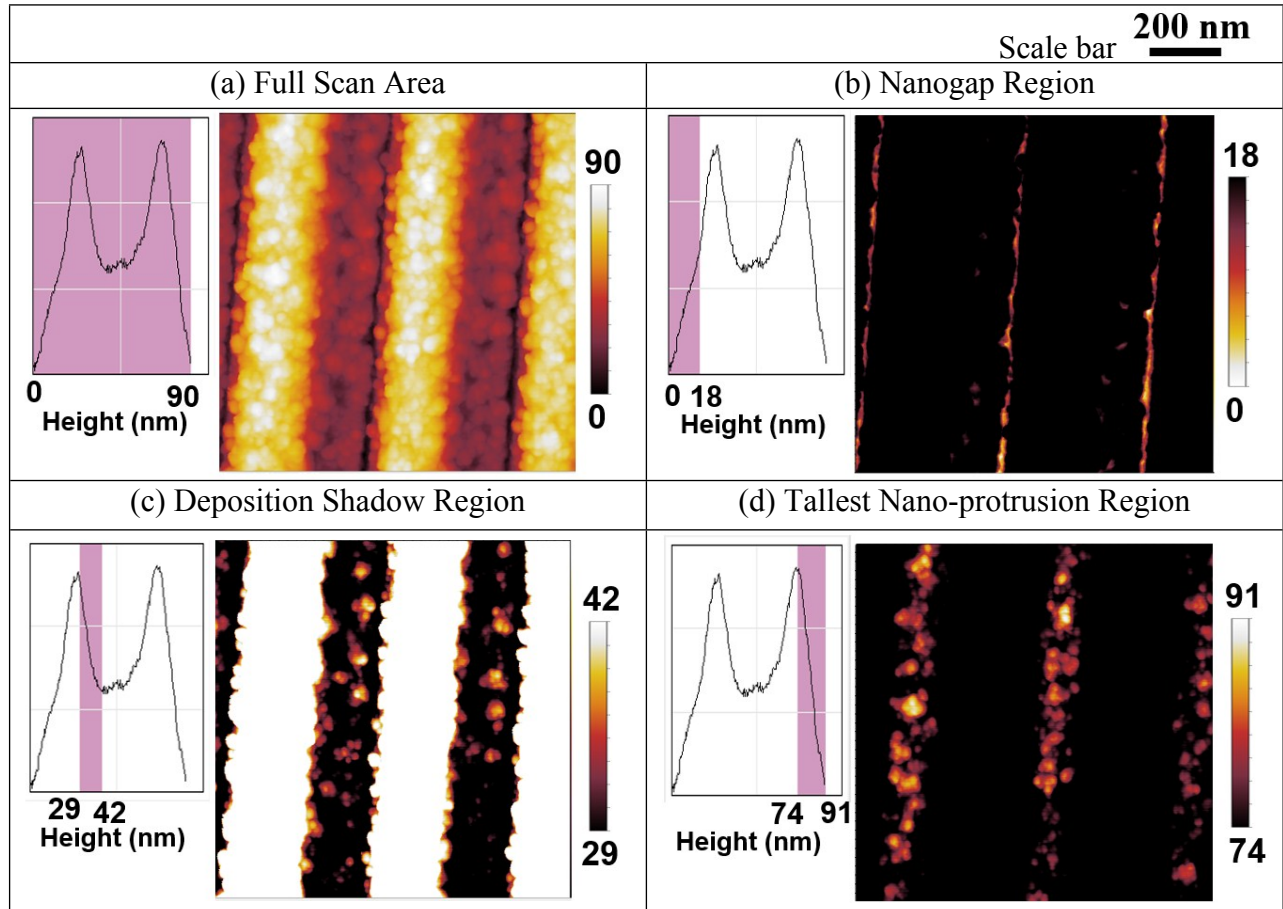 200 nm
Scale bar
(a) Full Scan Area
(b) Nanogap Region
90
0
0 90
Height (nm)
18
0
0 18
Height (nm)
(c) Deposition Shadow Region
(d) Tallest Nano-protrusion Region
42
29
29 42
Height (nm)
91
74
74 91
Height (nm)